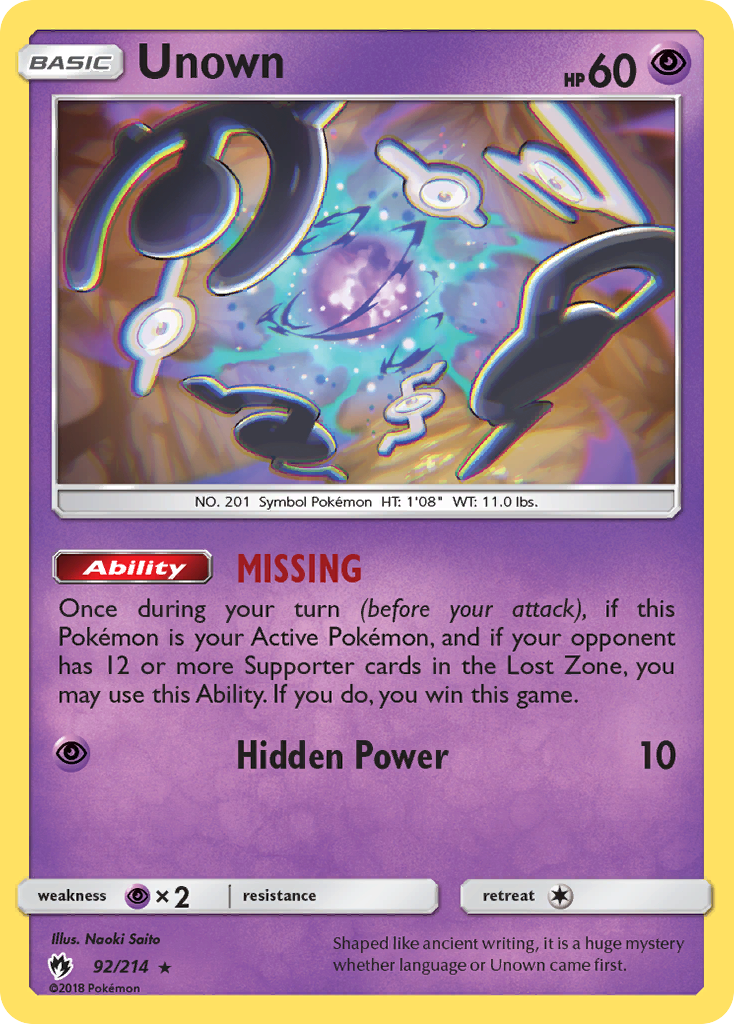 BASIC Unown HP 60
NO. 201 Symbol Pokémon HT: 1'08" WT: 11.0 lbs.
Ability MISSING
Once during your turn (before your attack), if this
Pokémon is your Active Pokémon, and if your opponent
has 12 or more Supporter cards in the Lost Zone, you
may use this Ability. If you do, you win this game.
Hidden Power 10
weakness ×2 resistance retreat
Illus. Naoki Saito
92/214 ★
©2018 Pokémon
Shaped like ancient writing, it is a huge mystery
whether language or Unown came first.